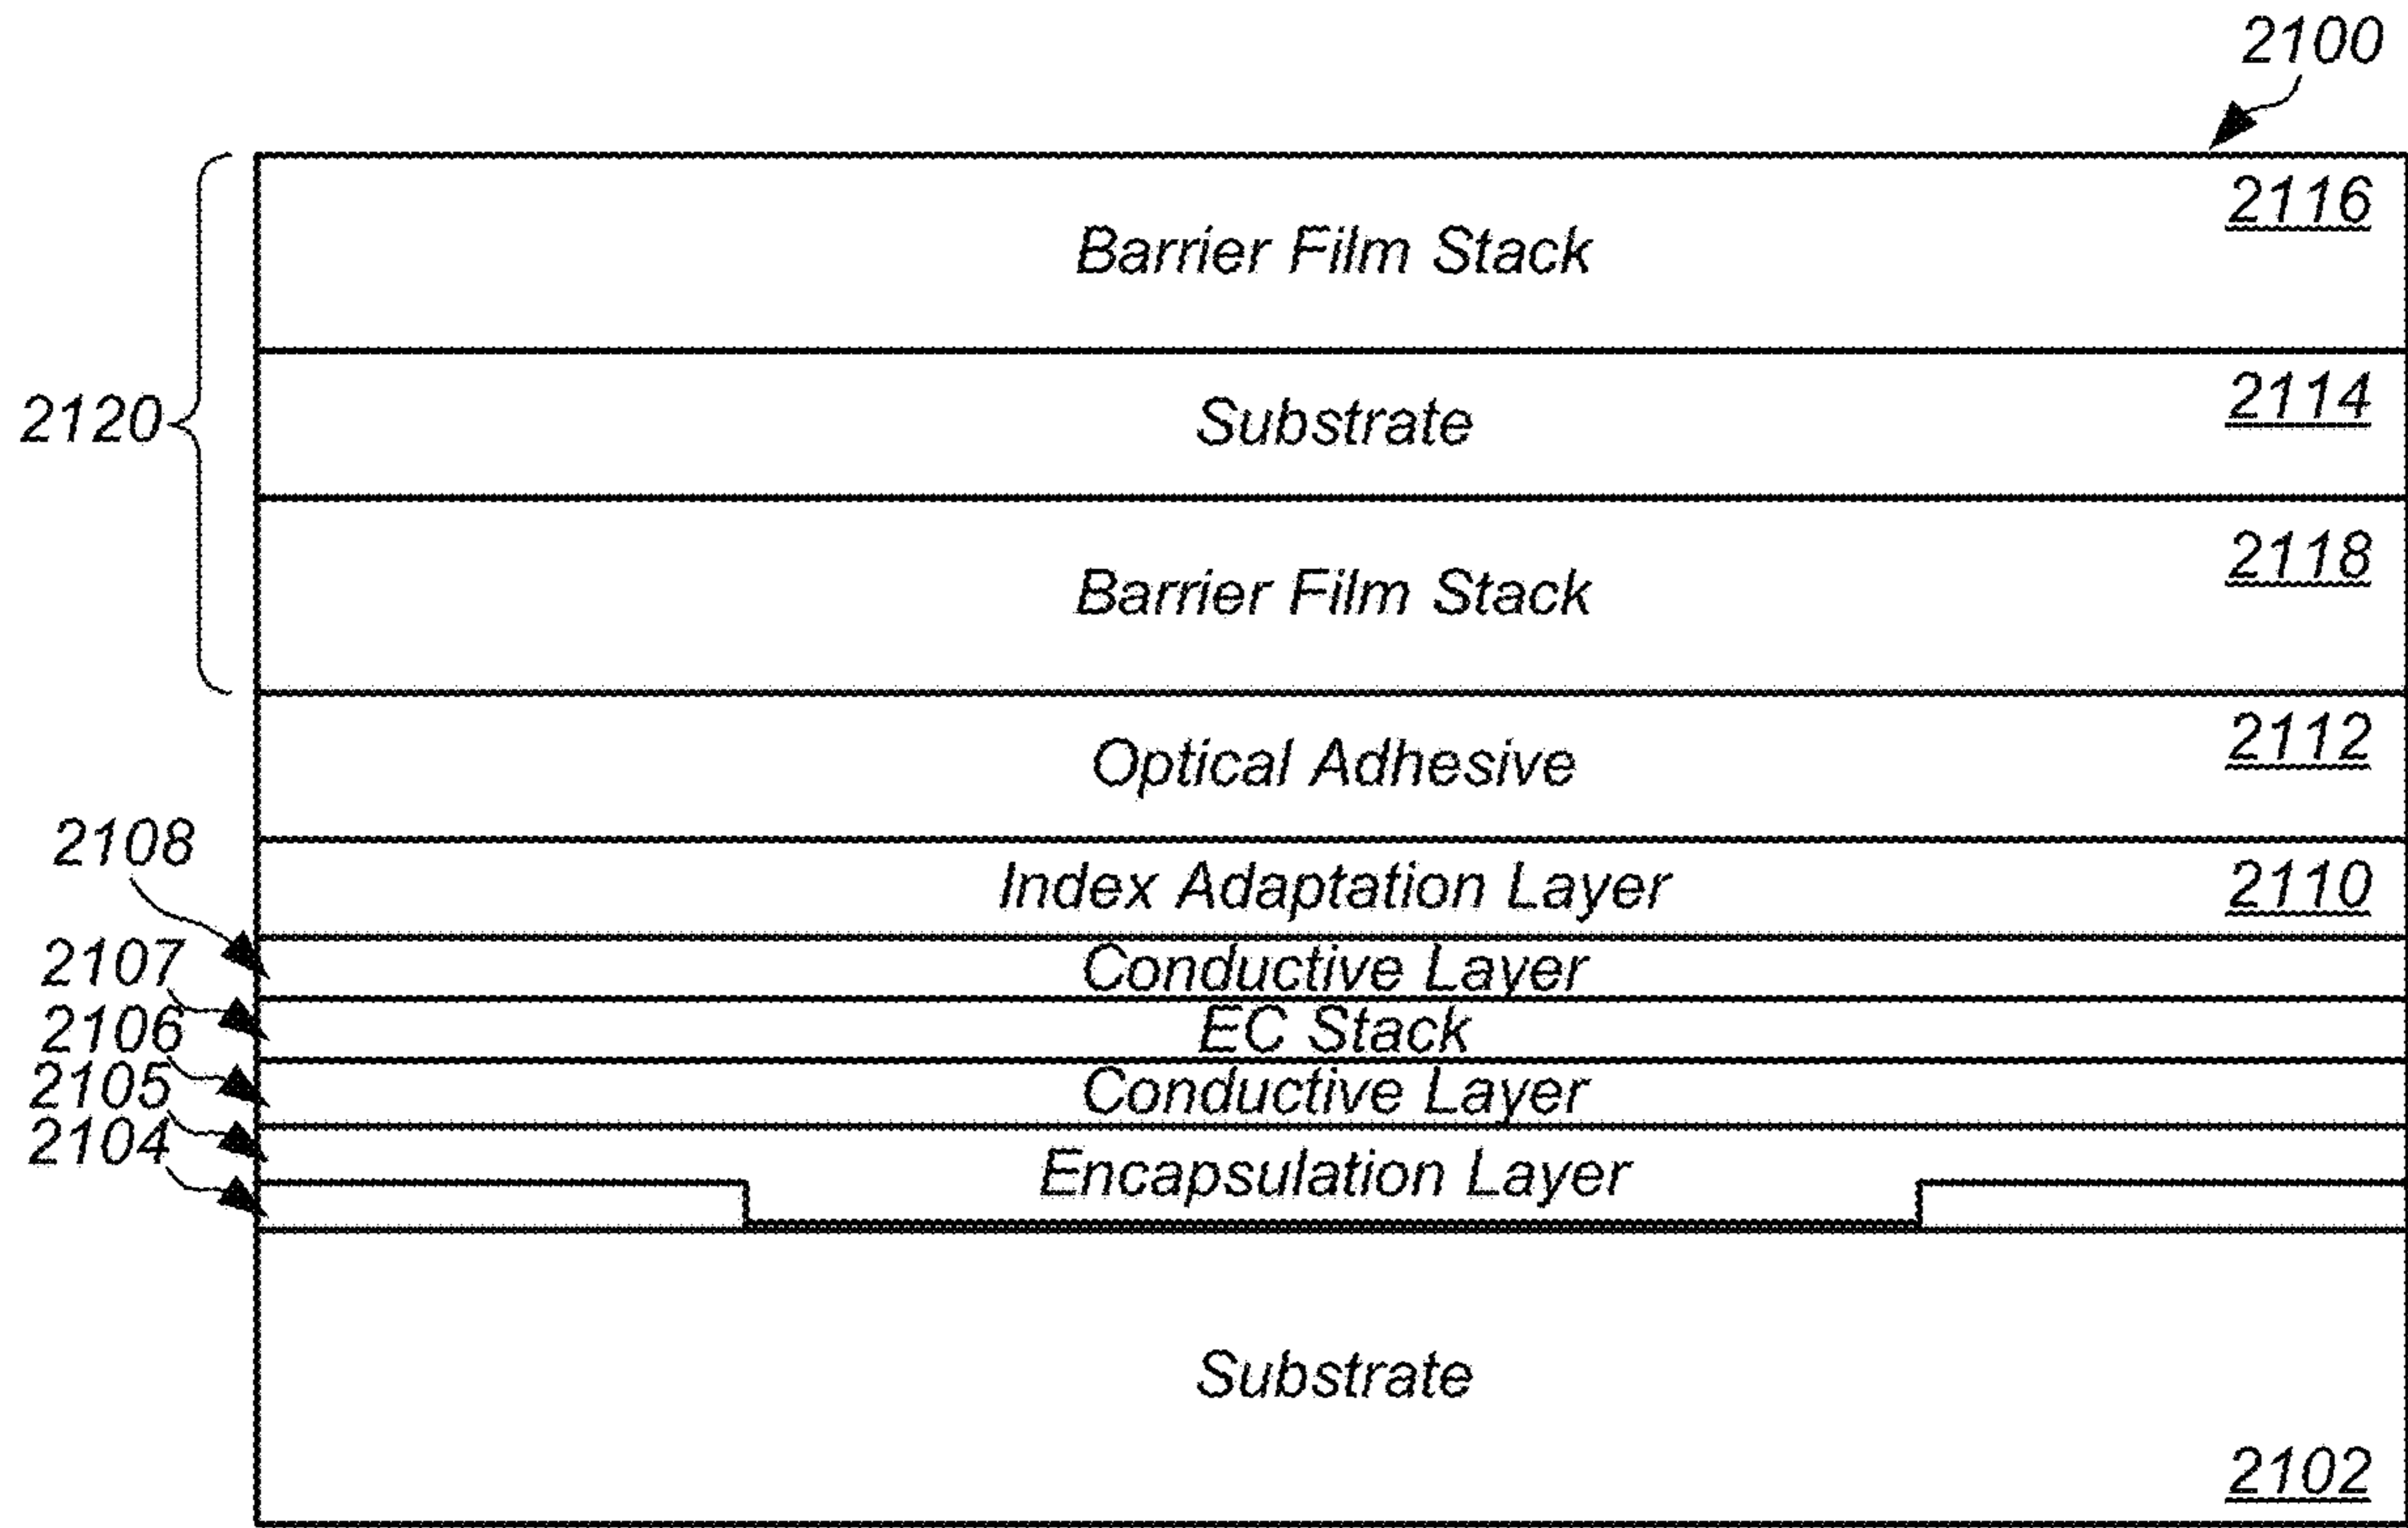 2100
2116
Barrier Film Stack
2114
Substrate
2120
2118
Barrier Film Stack
2112
Optical Adhesive
2108
Index Adaptation Layer
2110
2107
Conductive Layer
2106
EC Stack
2105
Conductive Layer
2104
Encapsulation Layer
Substrate
2102